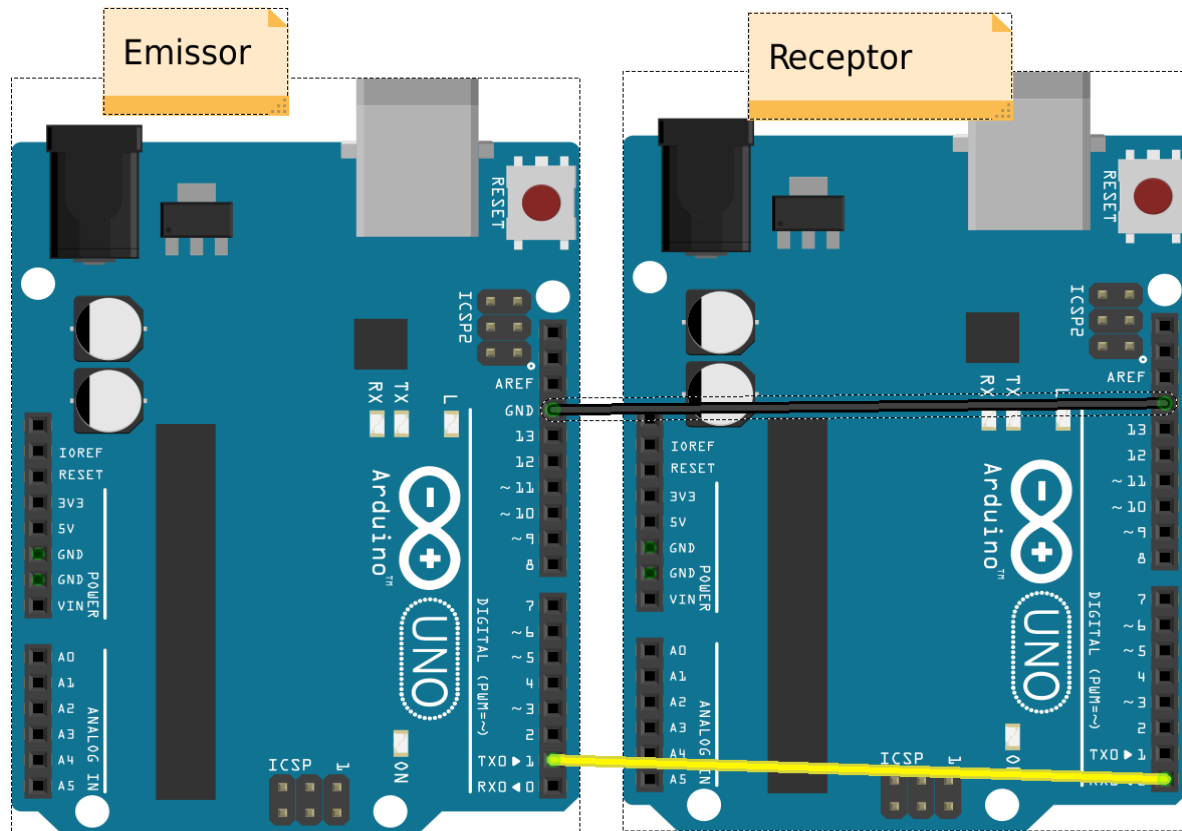 Emissor
Receptor
RESET
ICSP2
AREF
GND
RX
TX
L
13
12
~11
~10
~9
8
IOREF
RESET
3V3
5V
GND
GND
VIN
POWER
Arduino™
UNO
DIGITAL (PWM=~)
7
~6
~5
4
~3
2
TX0▶1
RX0◀0
A0
A1
A2
A3
A4
A5
ANALOG IN
ICSP
1
ON
RESET
ICSP2
AREF
RX
TX
L
13
12
~11
~10
~9
8
IOREF
RESET
3V3
5V
GND
GND
VIN
POWER
Arduino™
UNO
DIGITAL (PWM=~)
7
~6
~5
4
~3
2
TX0▶1
A0
A1
A2
A3
A4
A5
ANALOG IN
ICSP
1